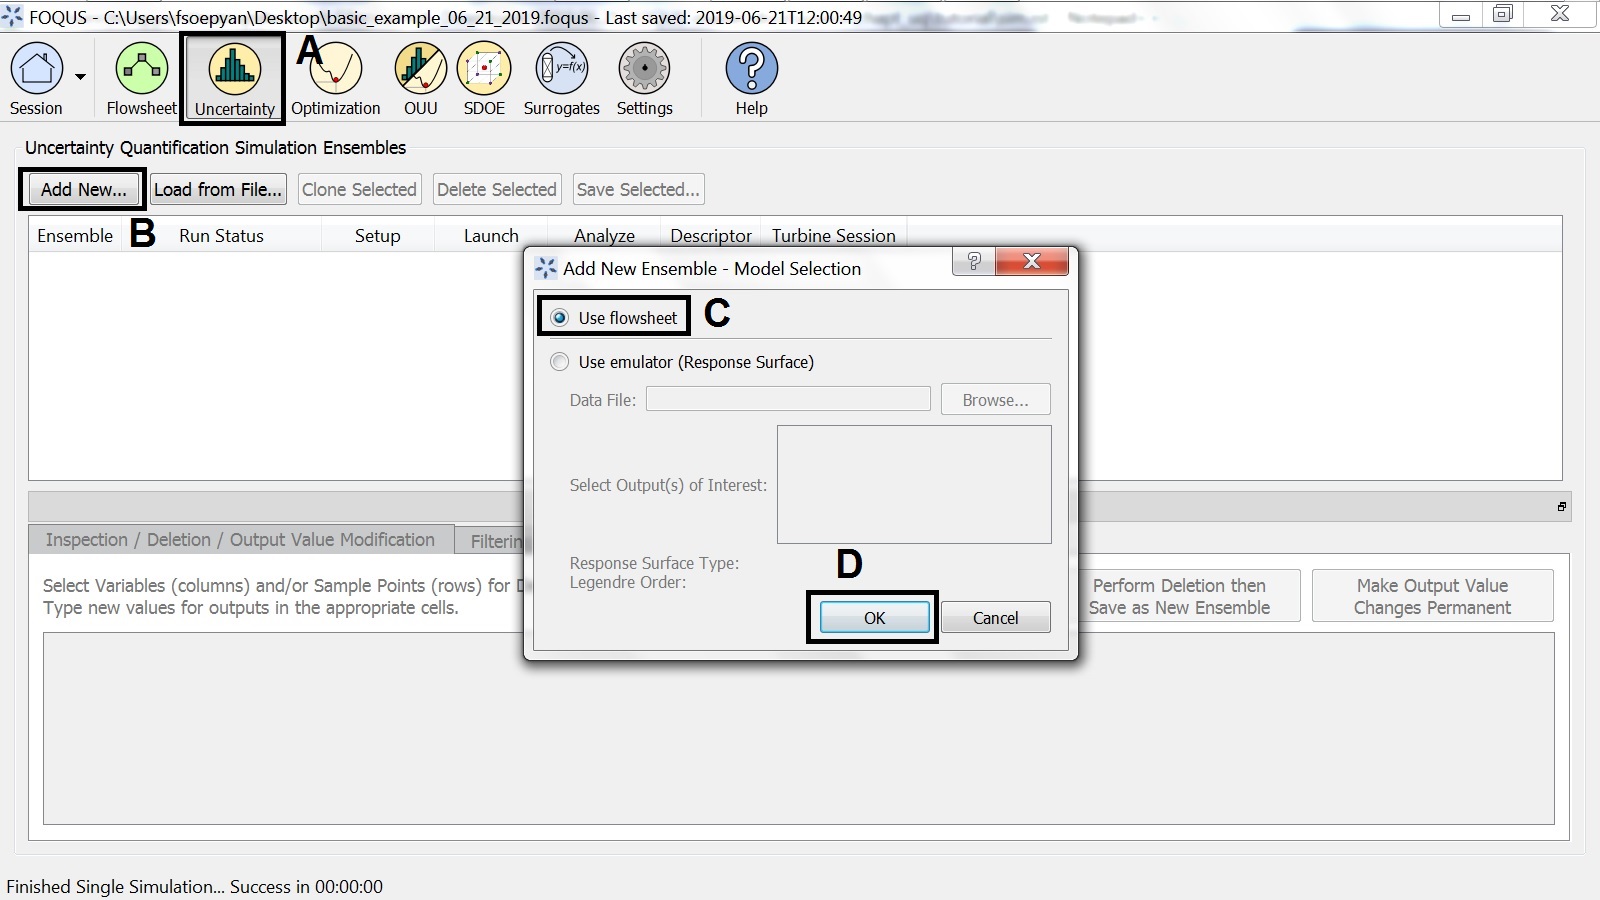 FOQUS - C:\Users\fsoepyan\Desktop\basic_example_06_21_2019.foqus - Last saved: 2019-06-21T12:00:49
Session
Flowsheet
Uncertainty
A
Optimization
OUU
SDOE
y=f(x)
Surrogates
Settings
?
Help
Uncertainty Quantification Simulation Ensembles
Add New...
Load from File...
Clone Selected
Delete Selected
Save Selected...
B
Ensemble
Run Status
Setup
Launch
Analyze
Descriptor
Turbine Session
Add New Ensemble - Model Selection
?
Use flowsheet
C
Use emulator (Response Surface)
Data File:
Browse...
Select Output(s) of Interest:
Response Surface Type:
Legendre Order:
D
OK
Cancel
Inspection / Deletion / Output Value Modification
Select Variables (columns) and/or Sample Points (rows) for
Type new values for outputs in the appropriate cells.
Perform Deletion then
Save as New Ensemble
Make Output Value
Changes Permanent
Finished Single Simulation... Success in 00:00:00